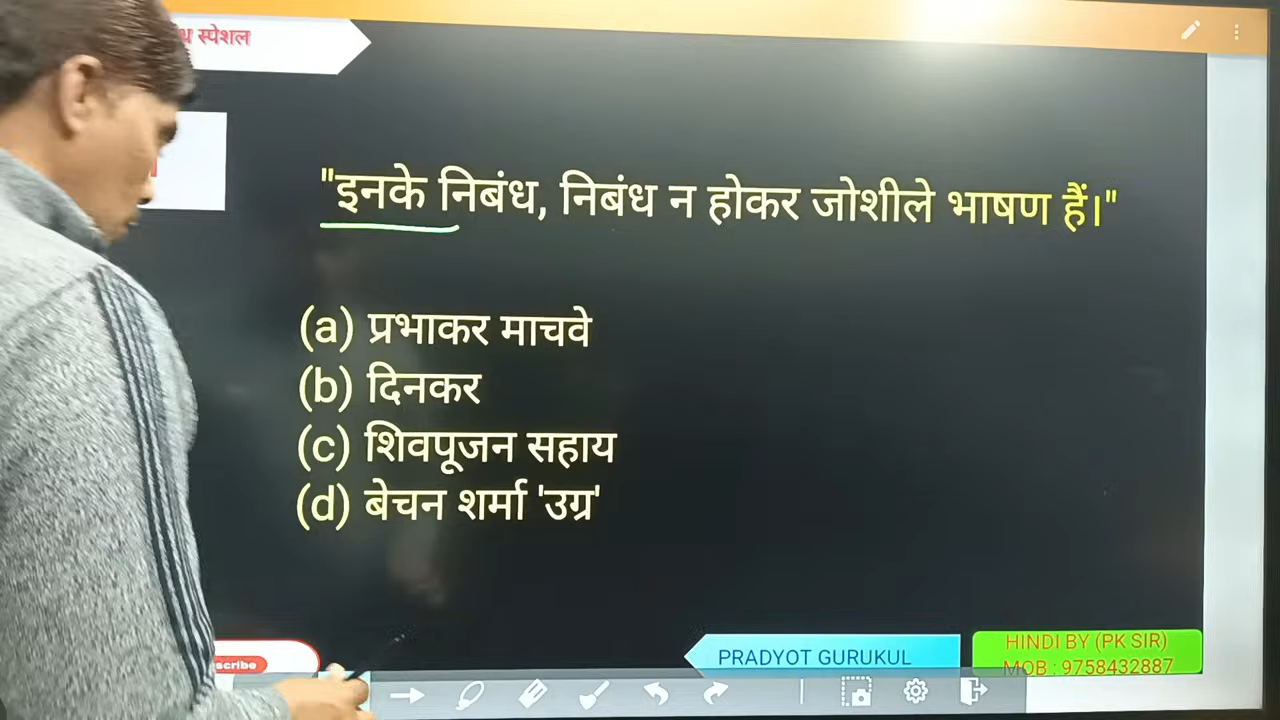 स्पेशल
"इनके निबंध, निबंध न होकर जोशीले भाषण हैं।"
(a) प्रभाकर माचवे
(b) दिनकर
(c) शिवपूजन सहाय
(d) बेचन शर्मा 'उग्र'
PRADYOT GURUKUL
HINDI BY (PK SIR)
MOB : 9758432887